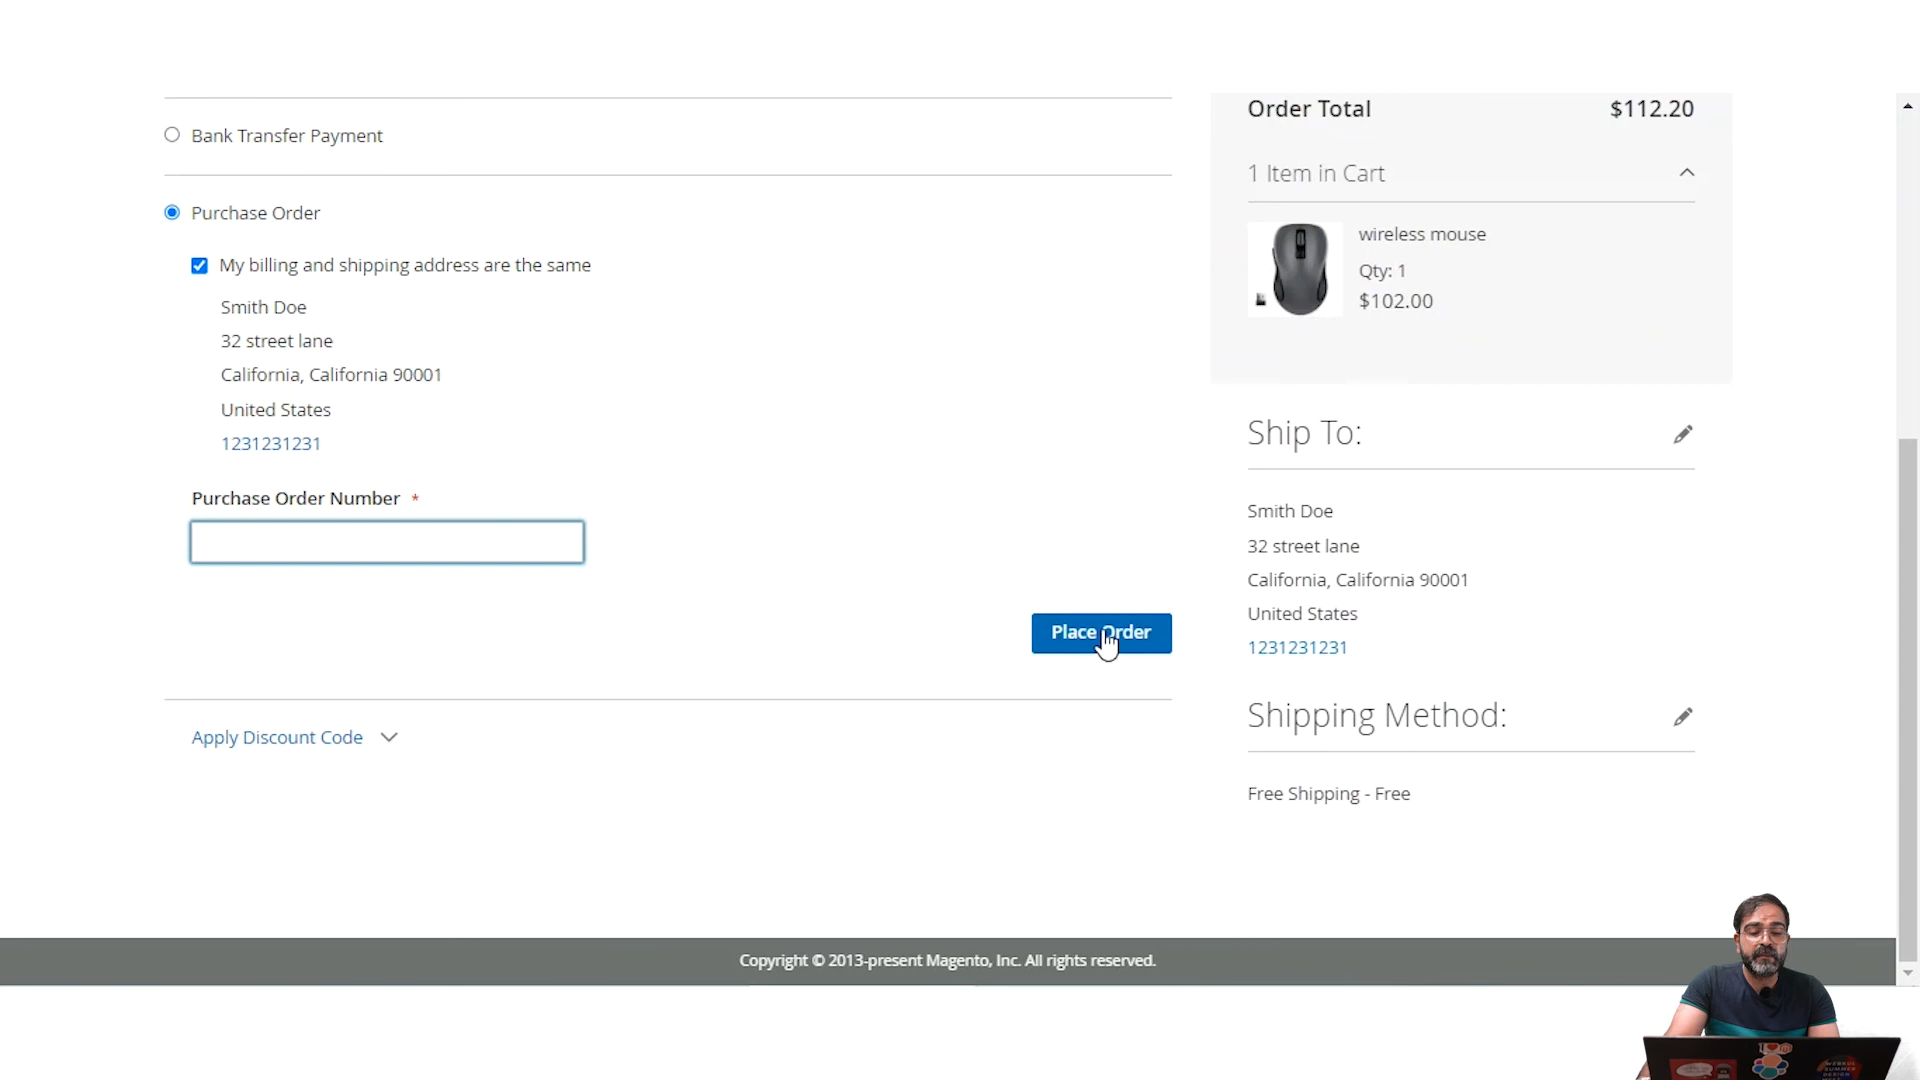 Bank Transfer Payment
Purchase Order
My billing and shipping address are the same
Smith Doe
32 street lane
California, California 90001
United States
1231231231
Purchase Order Number *
Place Order
Apply Discount Code
Order Total $112.20
1 Item in Cart
wireless mouse
Qty: 1
$102.00
Ship To:
Smith Doe
32 street lane
California, California 90001
United States
1231231231
Shipping Method:
Free Shipping - Free
Copyright © 2013-present Magento, Inc. All rights reserved.